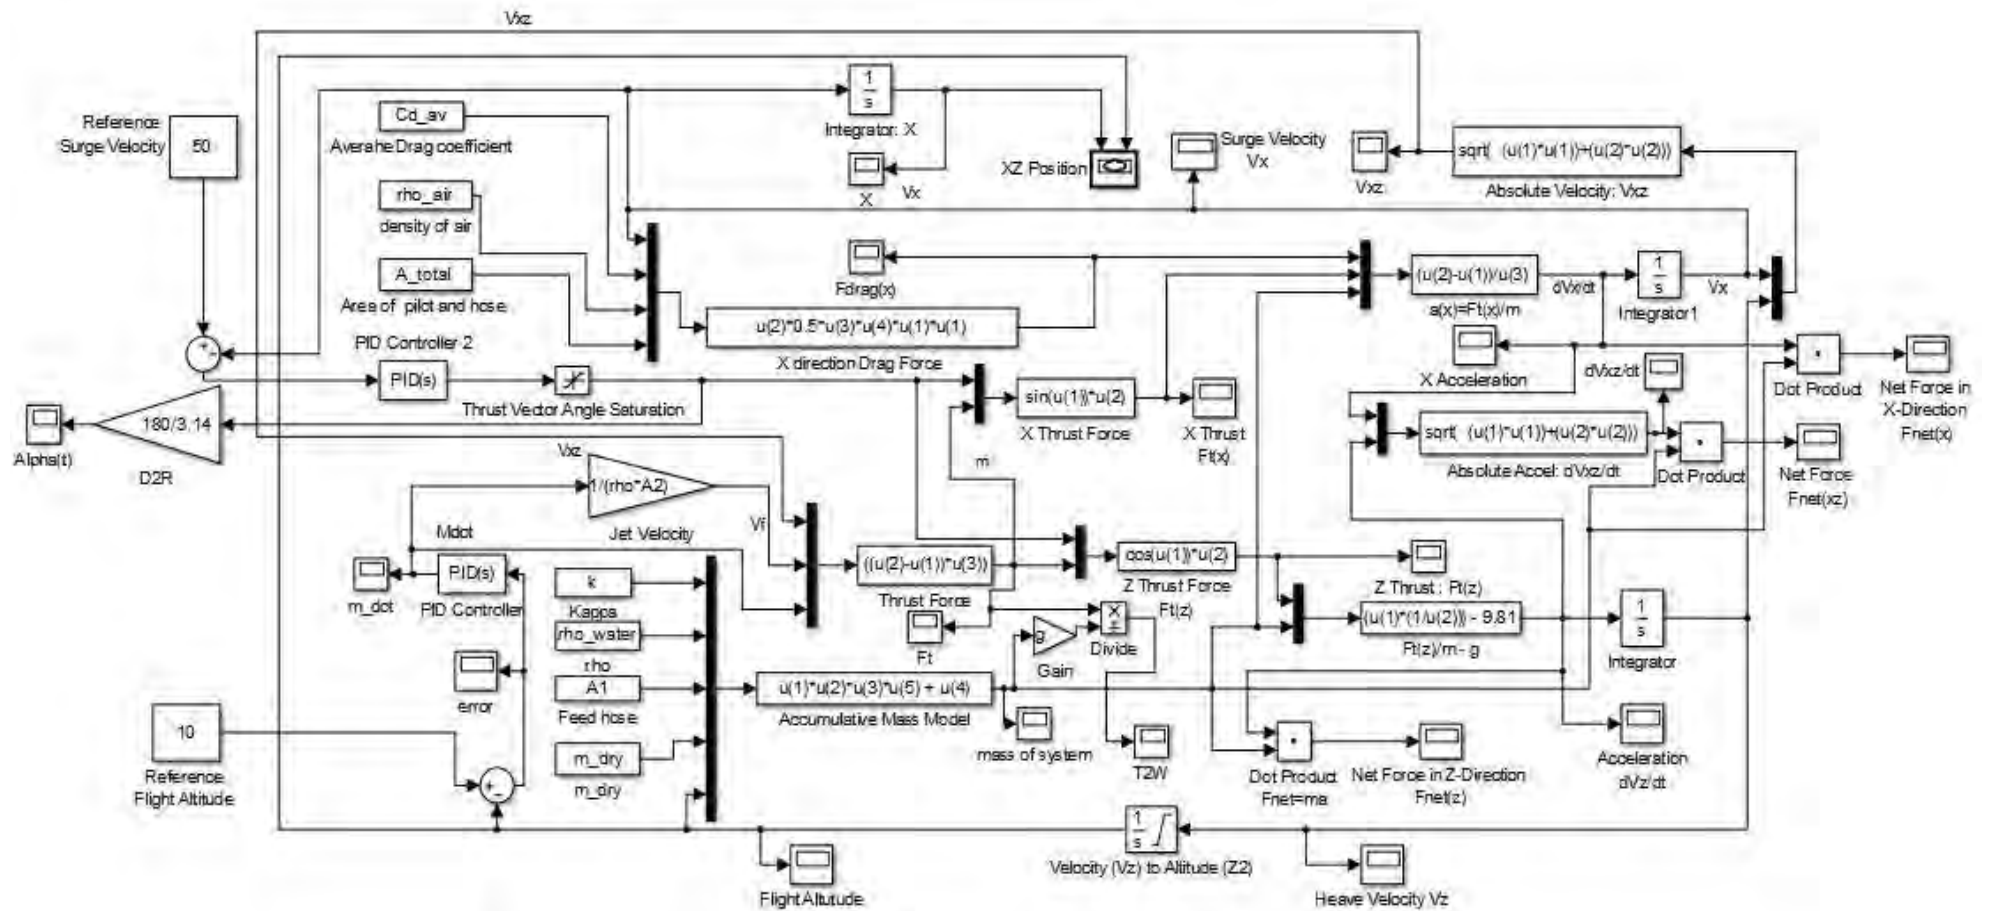 Vxz
Reference
Surge Velocity
50
Cd_av
Averahe Drag coefficient
1
s
Integrator: X
X
Vx
XZ Position
Surge Velocity
Vx
Vxz
sqrt( (u(1)*u(1))+(u(2)*u(2)))
Absolute Velocity: Vxz
rho_air
density of air
A_total
Area of pilot and hose
Fdrag(x)
u(2)*0.5*u(3)*u(4)*u(1)*u(1)
X direction Drag Force
(u(2)-u(1))/u(3)
a(x)=Ft(x)/m
dVx/dt
1
s
Integrator1
Vx
X Acceleration
dVxz/dt
Dot Product
Net Force in
X-Direction
Fnet(x)
+
-
PID Controller 2
PID(s)
Thrust Vector Angle Saturation
sin(u(1))*u(2)
X Thrust Force
X Thrust
Ft(x)
sqrt( (u(1)*u(1))+(u(2)*u(2)))
Absolute Accel: dVxz/dt
Dot Product
Net Force
Fnet(xz)
Alpha(t)
180/3.14
D2R
Vxz
m
1/(rho*A2)
Jet Velocity
Vf
Mdot
m_dot
PID(s)
PID Controller
k
Kappa
rho_water
rho
A1
Feed hose
m_dry
m_dry
error
((u(2)-u(1))*u(3))
Thrust Force
Ft
cos(u(1))*u(2)
Z Thrust Force
Ft(z)
Z Thrust : Ft(z)
g
Gain
×
÷
Divide
(u(1)*(1/u(2))) - 9.81
Ft(z)/m - g
1
s
Integrator
u(1)*u(2)*u(3)*u(5) + u(4)
Accumulative Mass Model
mass of system
T2W
Dot Product
Fnet=ma
Net Force in Z-Direction
Fnet(z)
Acceleration
dVz/dt
10
Reference
Flight Altitude
+
-
1
s
Velocity (Vz) to Altitude (Z2)
Flight Altutude
Heave Velocity Vz